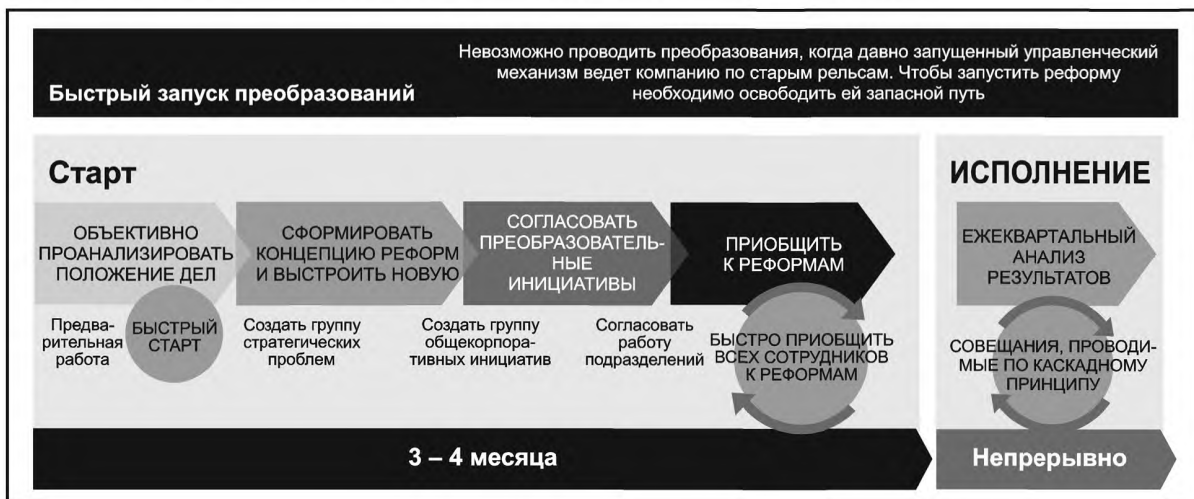 Быстрый запуск преобразований
Невозможно проводить преобразования, когда давно запущенный управленческий
механизм ведет компанию по старым рельсам. Чтобы запустить реформу
необходимо освободить ей запасной путь
Старт
ОБЪЕКТИВНО
ПРОАНАЛИЗИРОВАТЬ
ПОЛОЖЕНИЕ ДЕЛ
СФОРМИРОВАТЬ
КОНЦЕПЦИЮ РЕФОРМ
И ВЫСТРОИТЬ НОВУЮ
СОГЛАСОВАТЬ
ПРЕОБРАЗОВАТЕЛЬ-
НЫЕ
ИНИЦИАТИВЫ
ПРИОБЩИТЬ
К РЕФОРМАМ
Предва-
рительная
работа
БЫСТРЫЙ
СТАРТ
Создать группу
стратегических
проблем
Создать группу
общекорпора-
тивных инициатив
Согласовать
работу
подразделений
БЫСТРО ПРИОБЩИТЬ
ВСЕХ СОТРУДНИКОВ
К РЕФОРМАМ
3 – 4 месяца
ИСПОЛНЕНИЕ
ЕЖЕКВАРТАЛЬНЫЙ
АНАЛИЗ
РЕЗУЛЬТАТОВ
СОВЕЩАНИЯ, ПРОВОДИ-
МЫЕ ПО КАСКАДНОМУ
ПРИНЦИПУ
Непрерывно